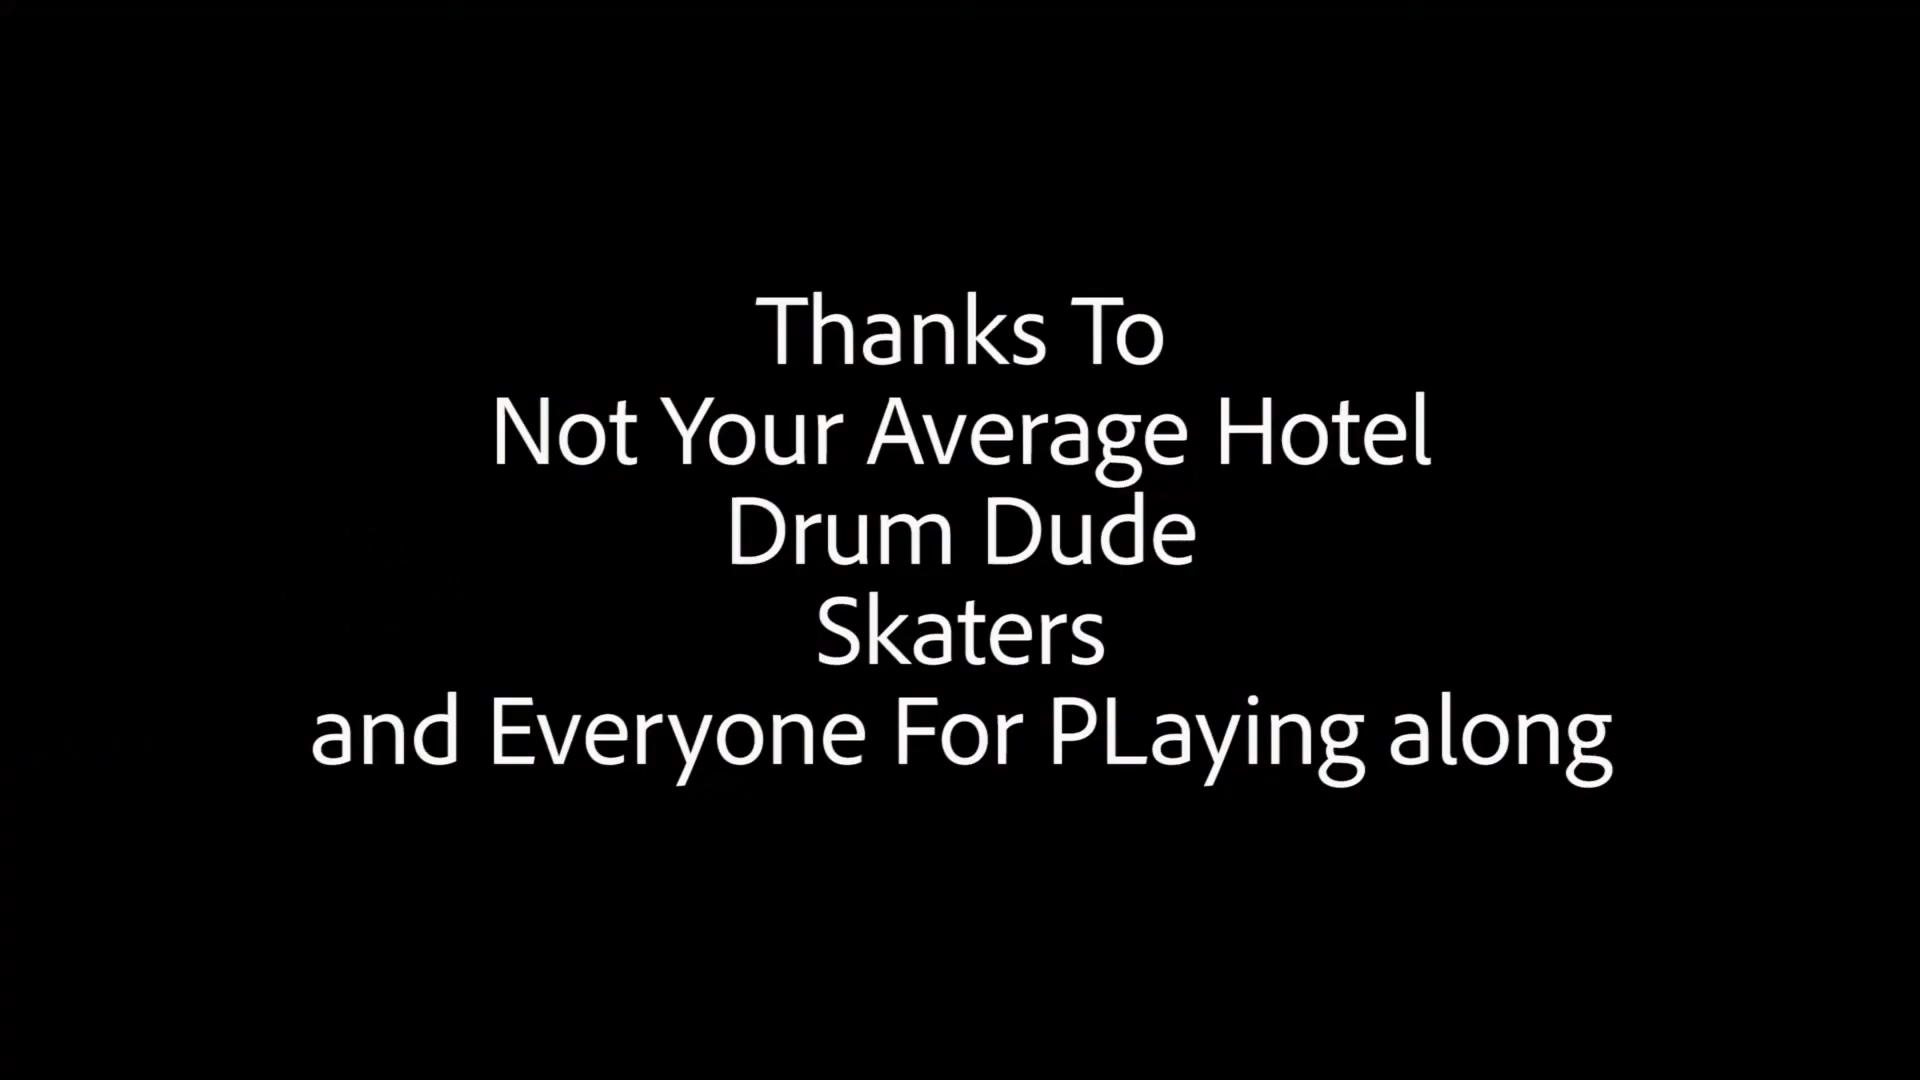 Thanks To
Not Your Average Hotel
Drum Dude
Skaters
and Everyone For PLaying along